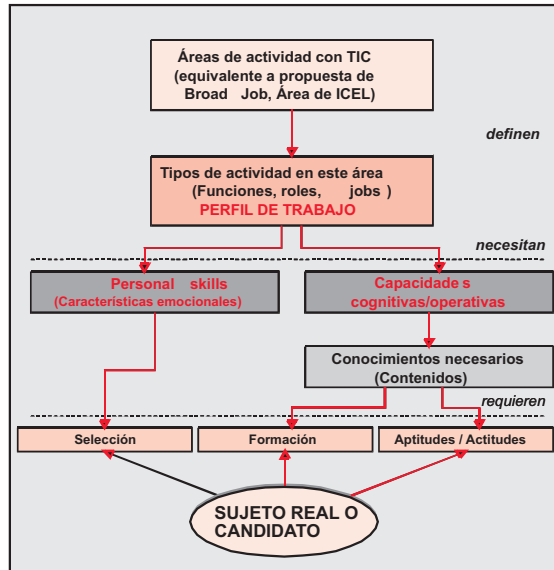 Áreas de actividad con TIC
(equivalente a propuesta de
Broad Job, Área de ICEL)
definen
Tipos de actividad en este área
(Funciones, roles, jobs )
PERFIL DE TRABAJO
necesitan
Personal skills
(Características emocionales)
Capacidade s
cognitivas/operativas
Conocimientos necesarios
(Contenidos)
requieren
Selección
Formación
Aptitudes / Actitudes
SUJETO REAL O
CANDIDATO